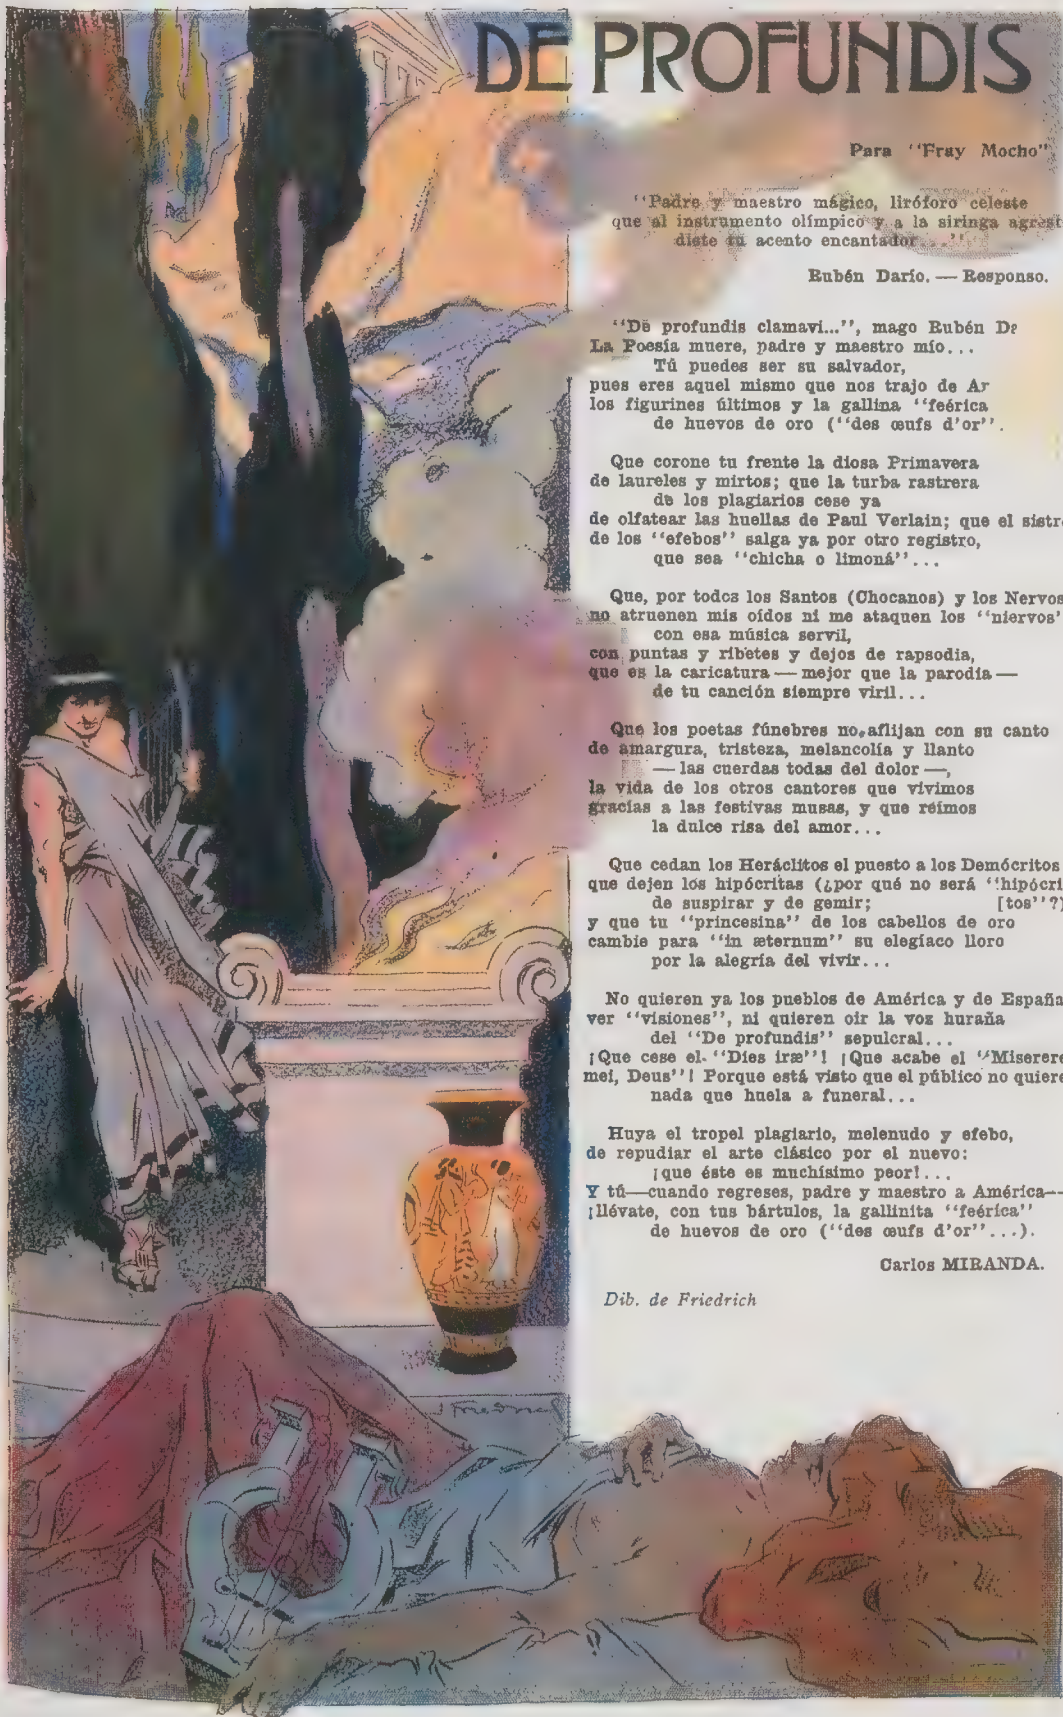 DE PROFUNDIS
Para "Fray Mocho"
"Padre y maestro mágico, liróforo celeste
que al instrumento olímpico y a la siringa agrest
diste tu acento encantador..."
Rubén Darío. — Responso.
"De profundis clamavi...", mago Rubén
La Poesía muere, padre y maestro mío...
Tú puedes ser su salvador,
pues eres aquel mismo que nos trajo de
los figurines últimos y la gallina "feérica
de huevos de oro ("des œufs d'or".
Que corone tu frente la diosa Primavera
de laureles y mirtos; que la turba rastrera
de los plagiarios cese ya
de olfatear las huellas de Paul Verlain; que el sistro
de los "efebos" salga ya por otro registro,
que sea "chicha o limoná"...
Que, por todos los Santos (Chocanos) y los Nervos
no atruenen mis oídos ni me ataquen los "niervos"
con esa música servil,
con puntas y ribetes y dejos de rapsodia,
que es la caricatura — mejor que la parodia —
de tu canción siempre viril...
Que los poetas fúnebres no aflijan con su canto
de amargura, tristeza, melancolía y llanto
— las cuerdas todas del dolor —,
la vida de los otros cantores que vivimos
gracias a las festivas musas, y que reímos
la dulce risa del amor...
Que cedan los Heráclitos el puesto a los Demócritos
que dejen los hipócritas (¿por qué no será "hipócri
de suspirar y de gemir; [tos"?)
y que tu "princesina" de los cabellos de oro
cambie para "in æternum" su elegíaco lloro
por la alegría del vivir...
No quieren ya los pueblos de América y de España
ver "visiones", ni quieren oir la voz huraña
del "De profundis" sepulcral...
¡Que cese el "Dies iræ"! ¡Que acabe el "Miserere
mei, Deus"! Porque está visto que el público no quiere
nada que huela a funeral...
Huya el tropel plagiario, melenudo y efebo,
de repudiar el arte clásico por el nuevo:
¡que éste es muchísimo peor!...
Y tú—cuando regreses, padre y maestro a América—
¡llévate, con tus bártulos, la gallinita "feérica"
de huevos de oro ("des œufs d'or"...).
Carlos MIRANDA.
Dib. de Friedrich